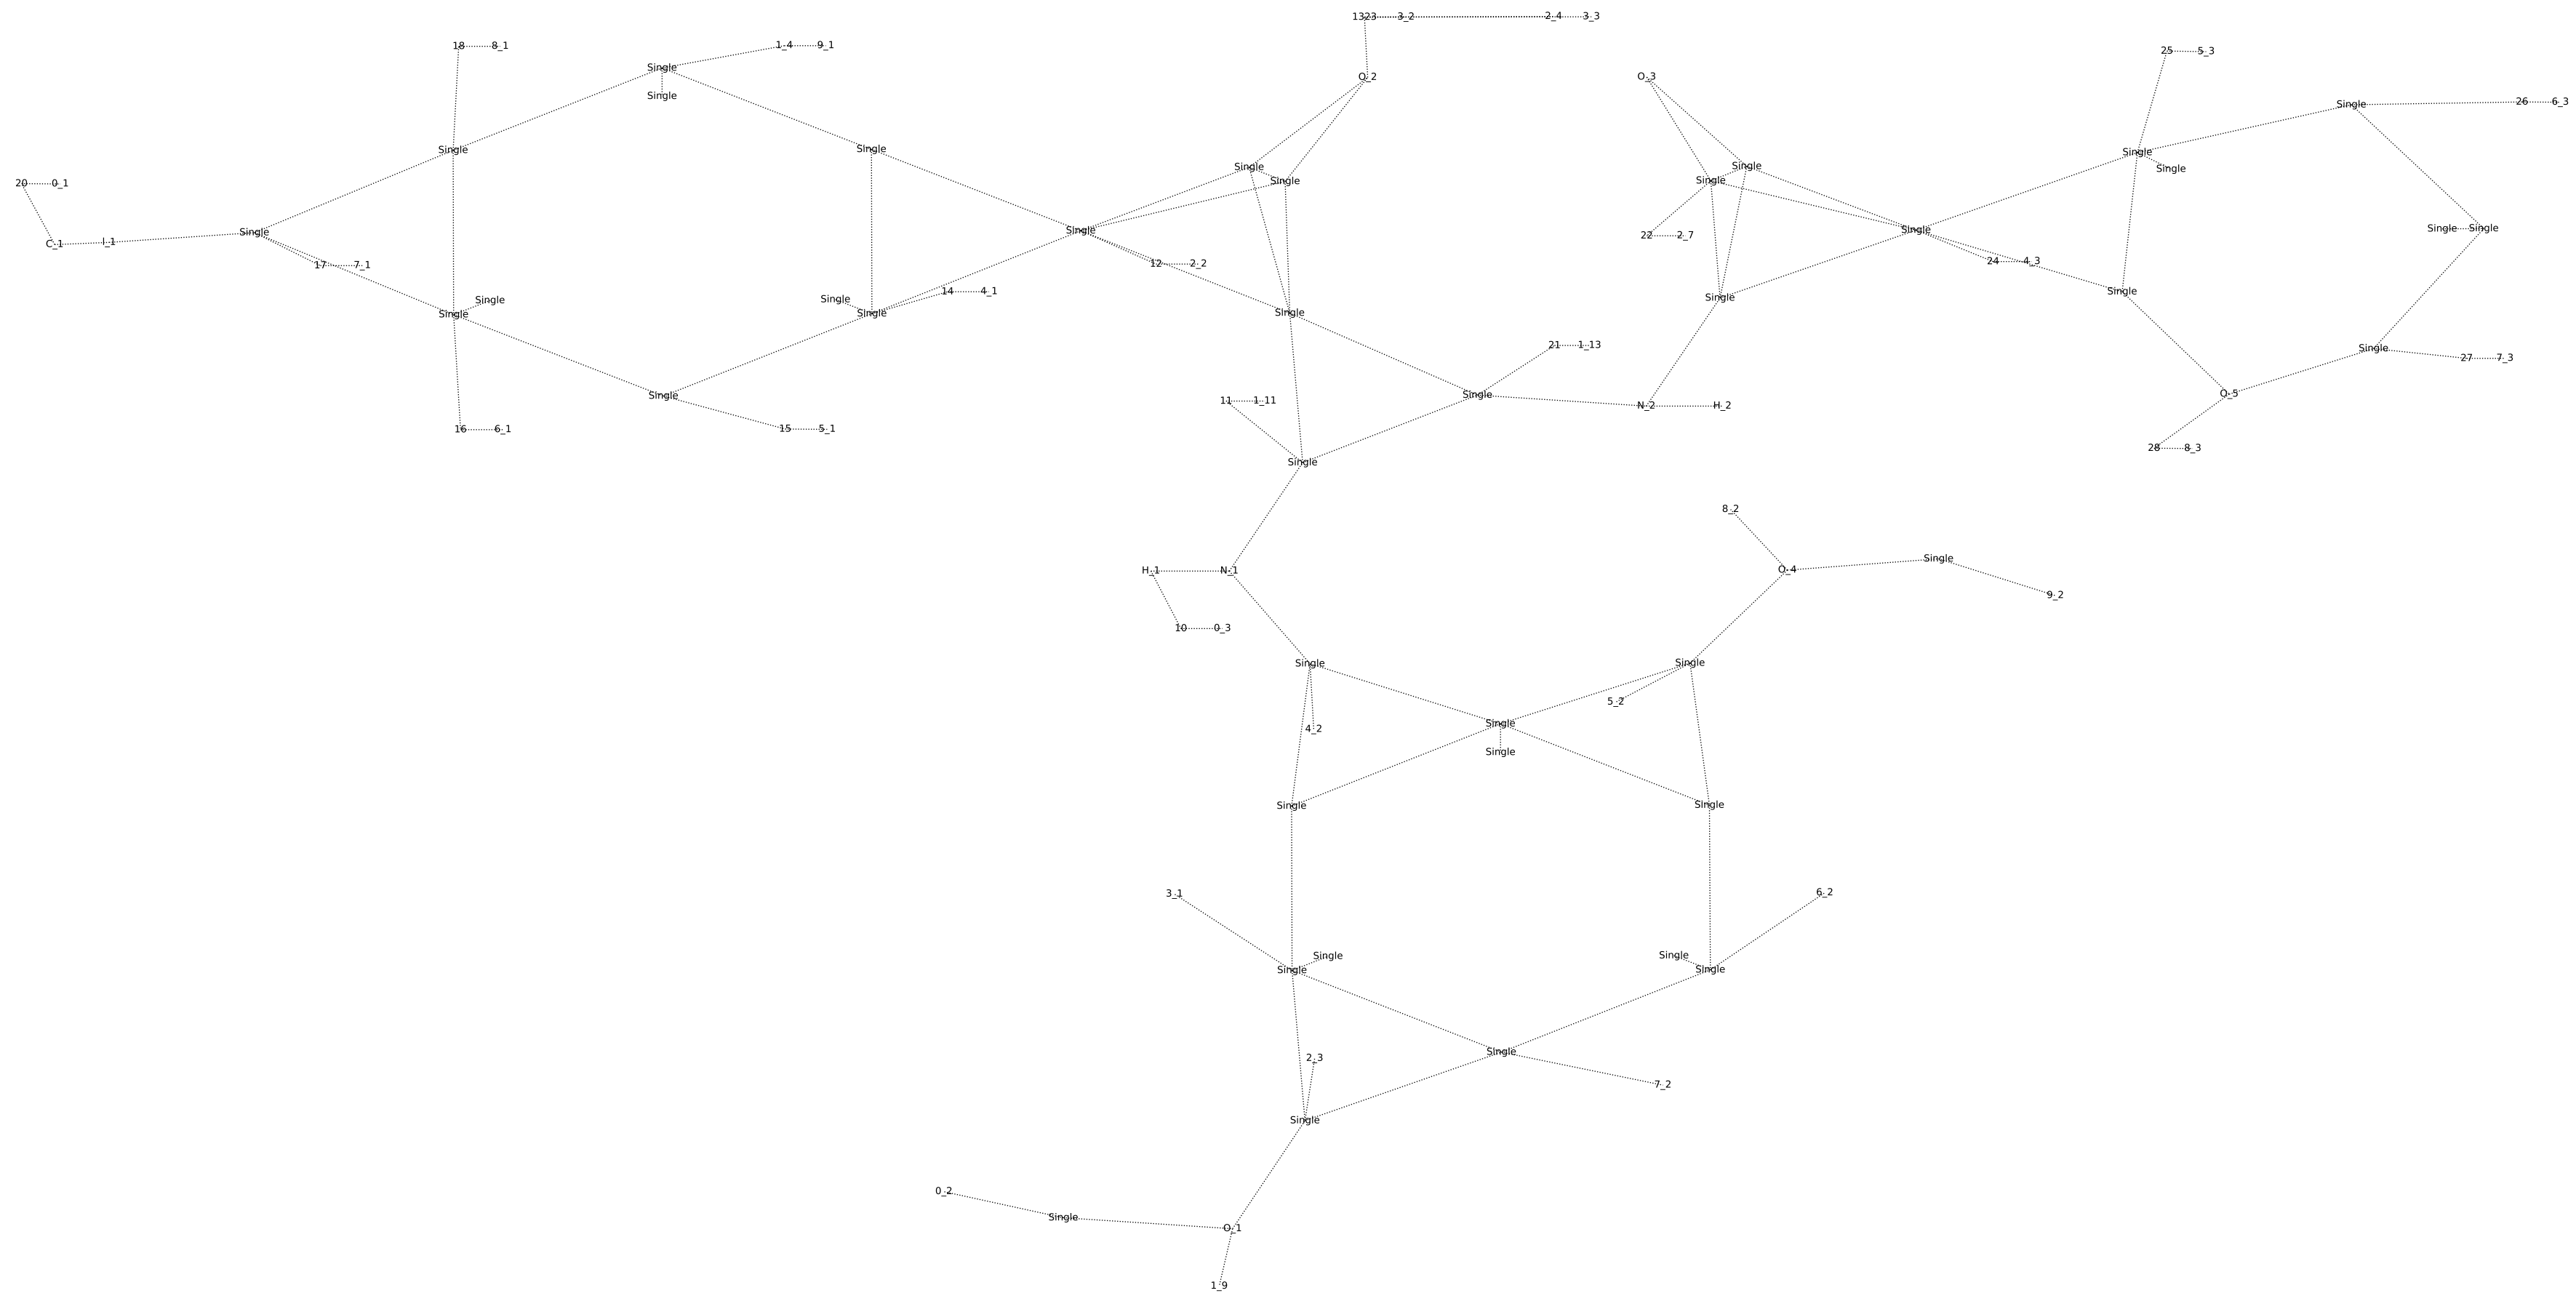 1323 3_2 2_4 3_3
18 8_1 1_4 9_1
25 5_3
Single
O_2 O_3
Single
Single 26 6_3
Single Single Single
Single Single
Single Single
20 0_1 Single Single
C_1 I_1 Single Single 22 2_7 Single Single Single
17 7_1 12 2_2 24 4_3
Single Single 14 4_1 Single Single
Single Single Single
21 1_13 Single 27 7_3
Single 11 1_11 Single N_2 H_2 O_5
16 6_1 15 5_1 28 8_3
Single
8_2
H_1 N_1 O_4 Single
9_2
10 0_3
Single Single
5_2
4_2 Single
Single
Single Single
3_1 6_2
Single Single
Single Single
2_3 Single
7_2
Single
0_2
Single O_1
1_9